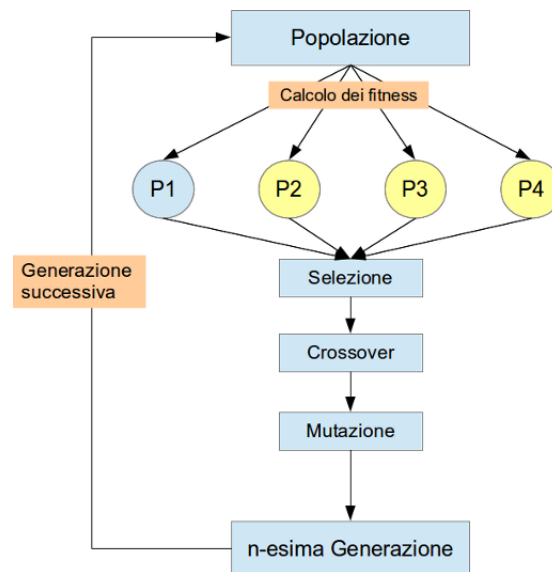 Popolazione
Calcolo dei fitness
P1
P2
P3
P4
Generazione
successiva
Selezione
Crossover
Mutazione
n-esima Generazione